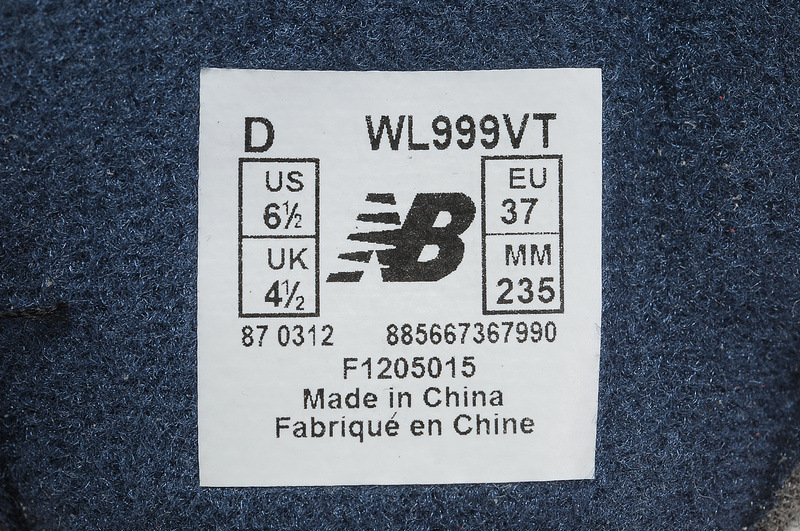 D WL999VT
US 6½
EU 37
NB
UK 4½
MM 235
87 0312 885667367990
F1205015
Made in China
Fabriqué en Chine